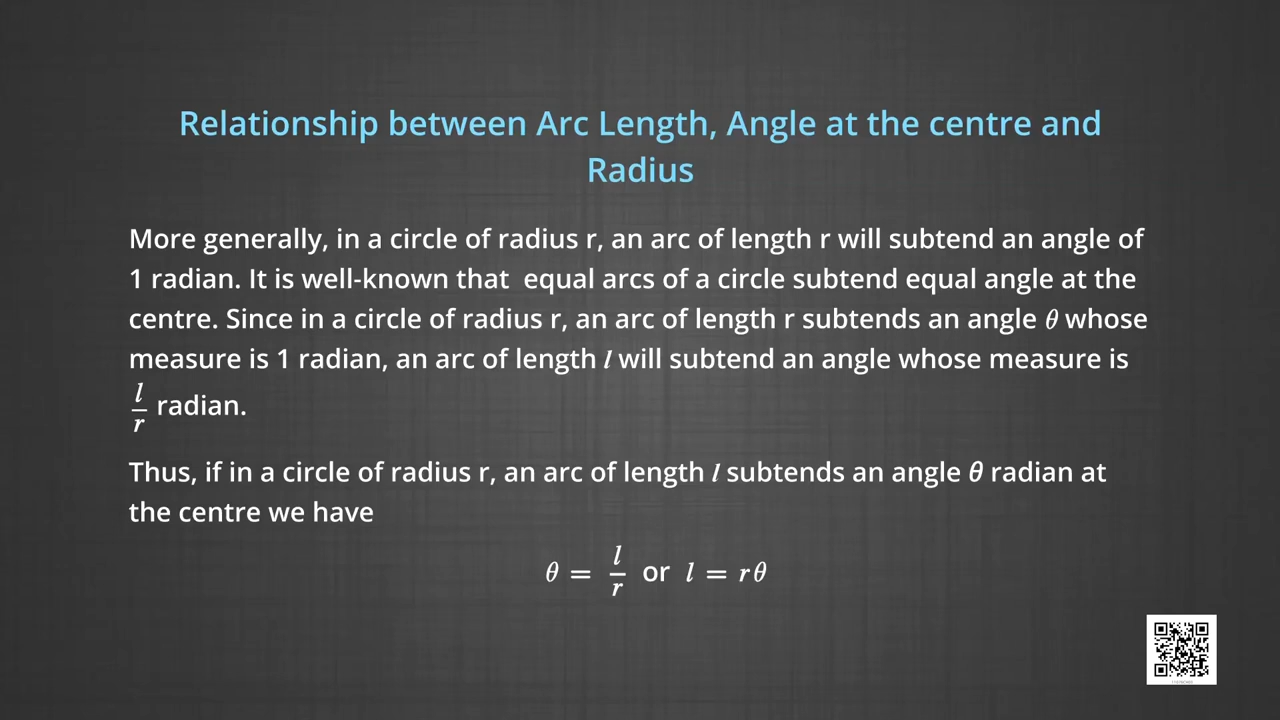 Relationship between Arc Length, Angle at the centre and
Radius
More generally, in a circle of radius r, an arc of length r will subtend an angle of
1 radian. It is well-known that equal arcs of a circle subtend equal angle at the
centre. Since in a circle of radius r, an arc of length r subtends an angle θ whose
measure is 1 radian, an arc of length l will subtend an angle whose measure is
l/r radian.
Thus, if in a circle of radius r, an arc of length l subtends an angle θ radian at
the centre we have
θ = l/r or l = rθ